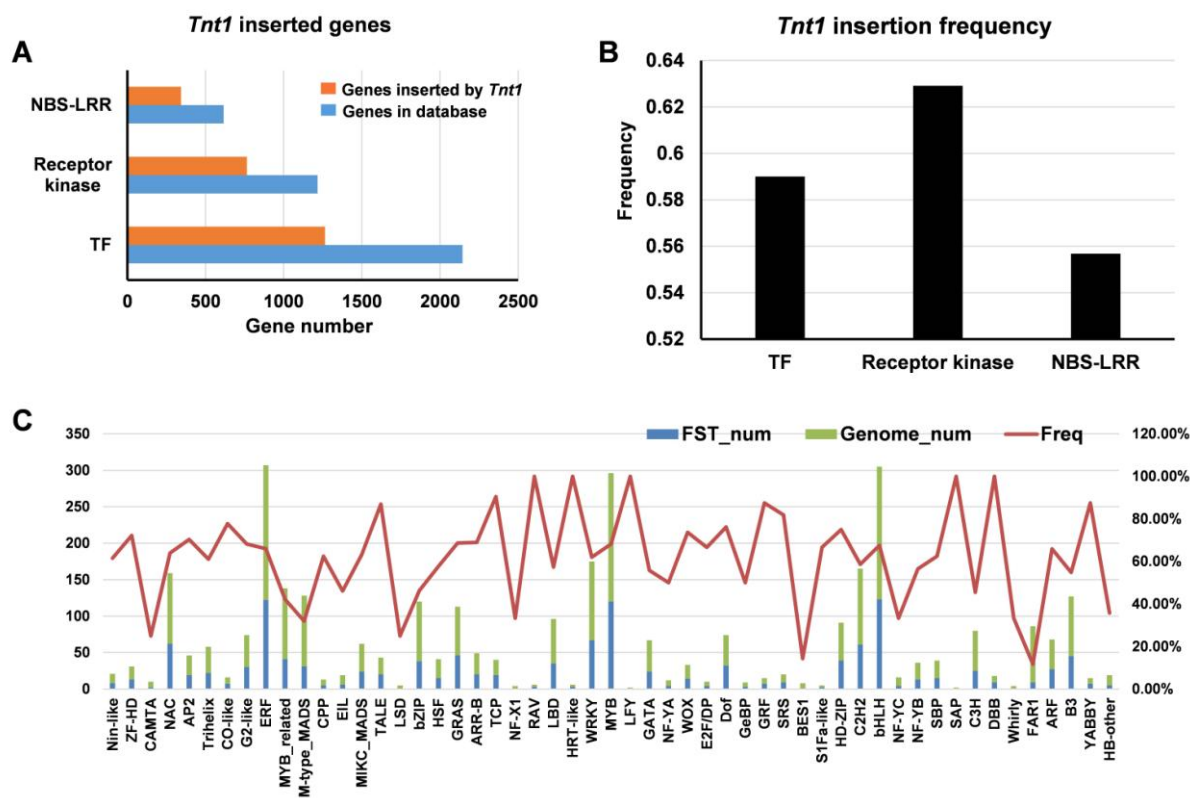 Tnt1 inserted genes
A
NBS-LRR
Receptor
kinase
TF
Genes inserted by Tnt1
Genes in database
0 500 1000 1500 2000 2500
Gene number
Tnt1 insertion frequency
B
0.64
0.62
0.6
0.58
0.56
0.54
0.52
Frequency
TF Receptor kinase NBS-LRR
C
FST_num Genome_num Freq
350
300
250
200
150
100
50
0
120.00%
100.00%
80.00%
60.00%
40.00%
20.00%
0.00%
Nin-like
ZF-HD
CAMTA
NAC
AP2
Trihelix
CO-like
G2-like
ERF
MYB_related
M-type_MADS
CPP
EIL
MIKC_MADS
TALE
LSD
bZIP
HSF
GRAS
ARR-B
TCP
NF-X1
RAV
LBD
HRT-like
WRKY
MYB
LFY
GATA
NF-YA
WOX
E2F/DP
Dof
GeBP
GRF
SRS
BES1
S1Fa-like
HD-ZIP
C2H2
bHLH
NF-YC
NF-YB
SBP
SAP
C3H
DBB
Whirly
FAR1
ARF
B3
YABBY
HB-other